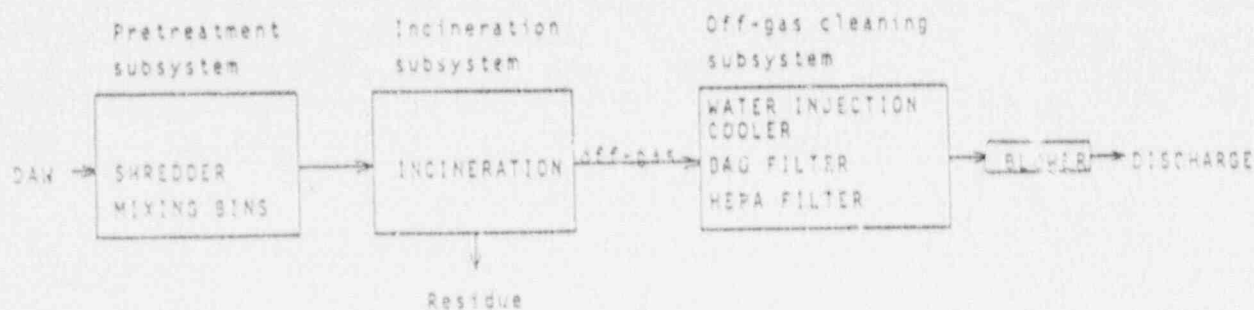 Pretreatment
subsystem
Incineration
subsystem
Off-gas cleaning
subsystem
DAW
SHREDDER
MIXING BINS
INCINERATION
off-gas
WATER INJECTION
COOLER
BAG FILTER
HEPA FILTER
BLOWER
DISCHARGE
Residue